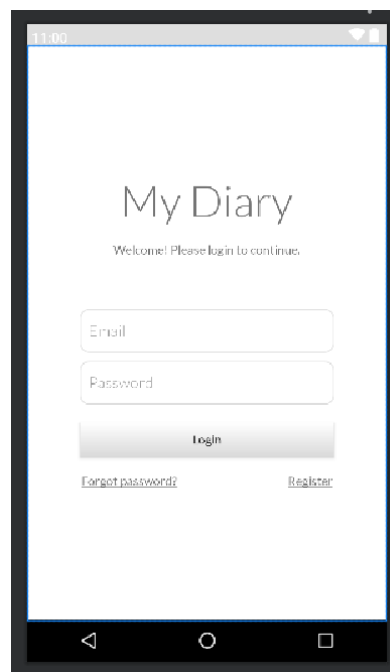 11:00
My Diary
Welcome! Please login to continue.
Email
Password
Login
Forgot password? Register